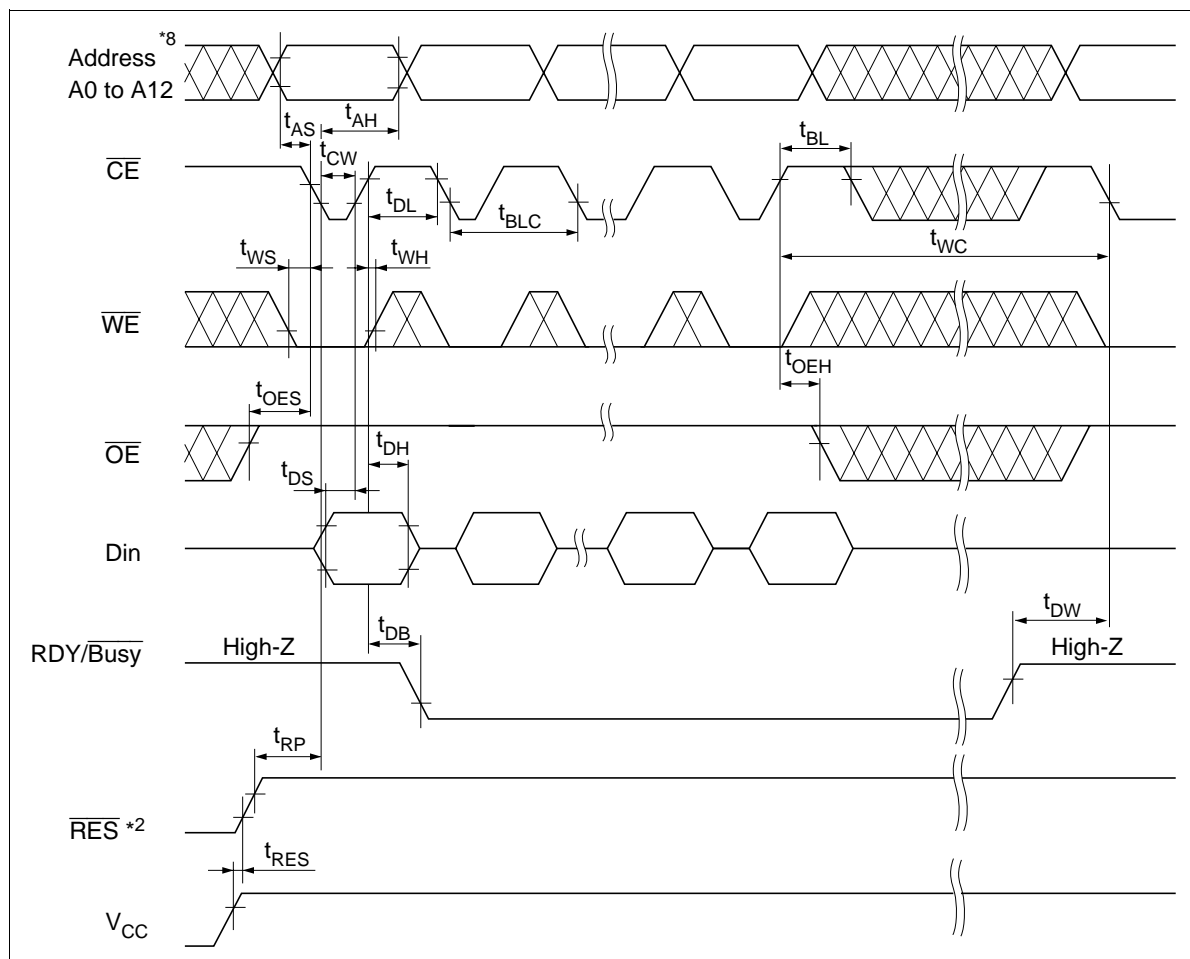 Address *8
A0 to A12
tAS
tAH
tBL
CE
tCW
tDL
tBLC
tWC
tWS
tWH
WE
tOEH
tOES
OE
tDH
tDS
Din
tDW
tDB
RDY/Busy
High-Z
High-Z
tRP
RES *2
tRES
VCC